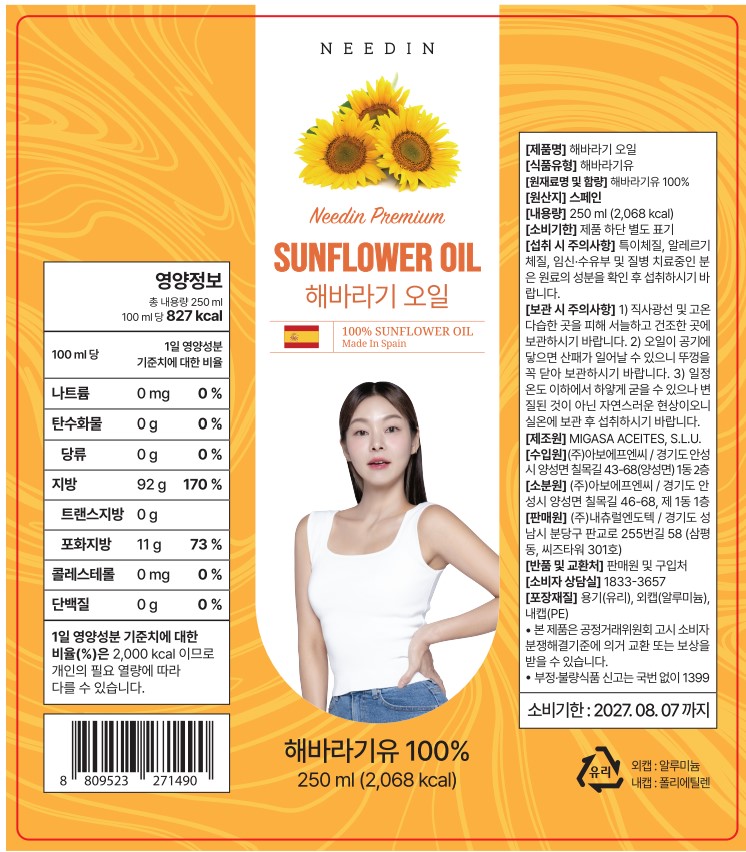 NEEDIN
Needin Premium
SUNFLOWER OIL
해바라기 오일
100% SUNFLOWER OIL
Made In Spain
해바라기유 100%
250 ml (2,068 kcal)
영양정보
총 내용량 250 ml
100 ml 당 827 kcal
100 ml 당 1일 영양성분
기준치에 대한 비율
나트륨 0 mg 0 %
탄수화물 0 g 0 %
당류 0 g 0 %
지방 92 g 170 %
트랜스지방 0 g
포화지방 11 g 73 %
콜레스테롤 0 mg 0 %
단백질 0 g 0 %
1일 영양성분 기준치에 대한
비율(%)은 2,000 kcal 이므로
개인의 필요 열량에 따라
다를 수 있습니다.
8 809523 271490
[제품명] 해바라기 오일
[식품유형] 해바라기유
[원재료명 및 함량] 해바라기유 100%
[원산지] 스페인
[내용량] 250 ml (2,068 kcal)
[소비기한] 제품 하단 별도 표기
[섭취 시 주의사항] 특이체질, 알레르기
체질, 임신·수유부 및 질병 치료중인 분
은 원료의 성분을 확인 후 섭취하시기 바
랍니다.
[보관 시 주의사항] 1) 직사광선 및 고온
다습한 곳을 피해 서늘하고 건조한 곳에
보관하시기 바랍니다. 2) 오일이 공기에
닿으면 산패가 일어날 수 있으니 뚜껑을
꼭 닫아 보관하시기 바랍니다. 3) 일정
온도 이하에서 하얗게 굳을 수 있으나 변
질된 것이 아닌 자연스러운 현상이오니
실온에 보관 후 섭취하시기 바랍니다.
[제조원] MIGASA ACEITES, S.L.U.
[수입원] (주)아보에프엔씨 / 경기도 안성
시 양성면 칠목길 43-68(양성면) 1동 2층
[소분원] (주)아보에프엔씨 / 경기도 안
성시 양성면 칠목길 46-68, 제 1동 1층
[판매원] (주)내츄럴엔도텍 / 경기도 성
남시 분당구 판교로 255번길 58 (삼평
동, 씨즈타워 301호)
[반품 및 교환처] 판매원 및 구입처
[소비자 상담실] 1833-3657
[포장재질] 용기(유리), 외캡(알루미늄),
내캡(PE)
• 본 제품은 공정거래위원회 고시 소비자
분쟁해결기준에 의거 교환 또는 보상을
받을 수 있습니다.
• 부정·불량식품 신고는 국번 없이 1399
소비기한 : 2027. 08. 07 까지
유리
외캡 : 알루미늄
내캡 : 폴리에틸렌